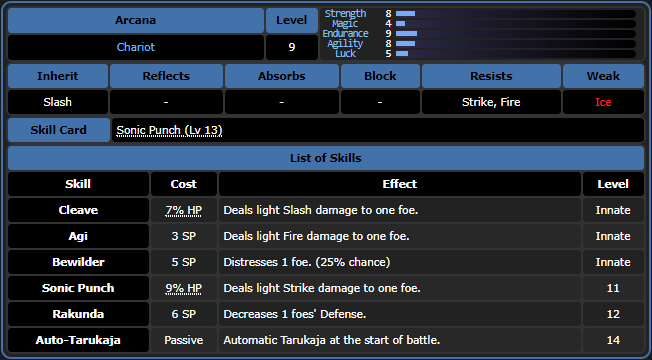 Arcana Level Strength 8
Magic 4
Chariot 9 Endurance 9
Agility 8
Luck 5
Inherit Reflects Absorbs Block Resists Weak
Slash - - - Strike, Fire Ice
Skill Card Sonic Punch (Lv 13)
List of Skills
Skill Cost Effect Level
Cleave 7% HP Deals light Slash damage to one foe. Innate
Agi 3 SP Deals light Fire damage to one foe. Innate
Bewilder 5 SP Distresses 1 foe. (25% chance) Innate
Sonic Punch 9% HP Deals light Strike damage to one foe. 11
Rakunda 6 SP Decreases 1 foes' Defense. 12
Auto-Tarukaja Passive Automatic Tarukaja at the start of battle. 14